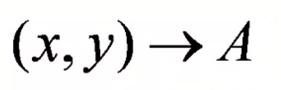 (x, y) → A